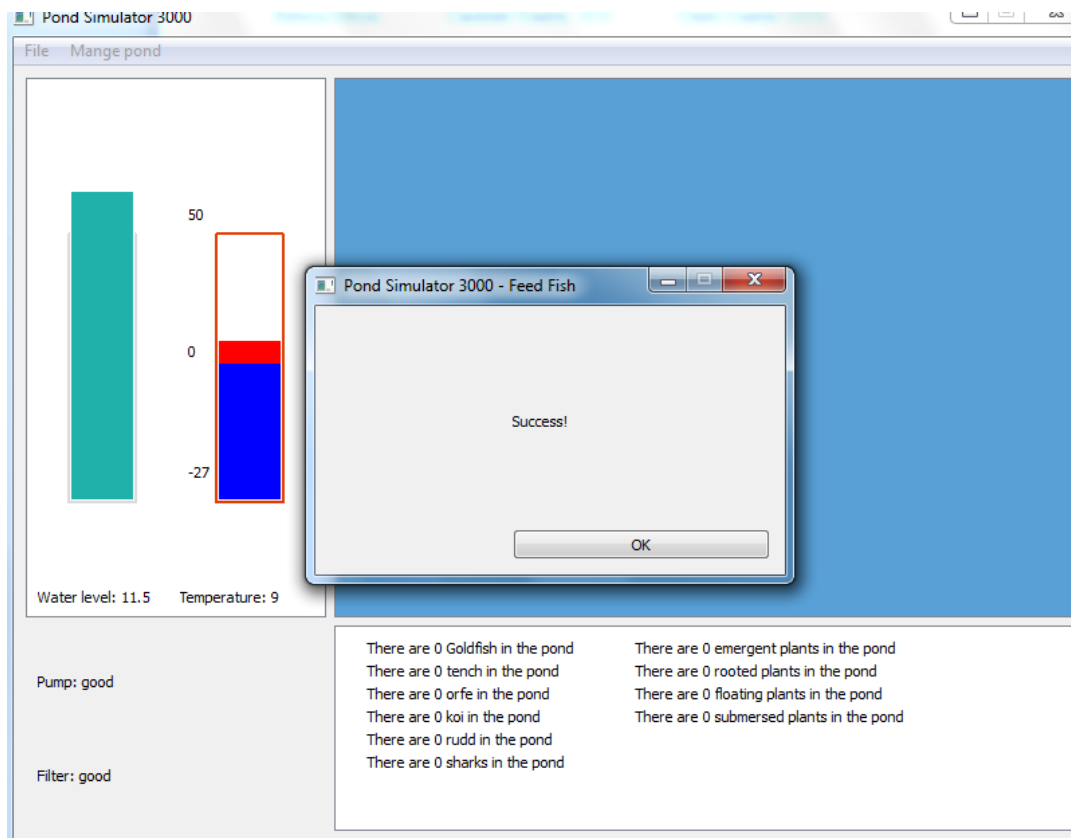 Pond Simulator 3000
File Mange pond
50
0
-27
Water level: 11.5 Temperature: 9
Pond Simulator 3000 - Feed Fish
Success!
OK
Pump: good
Filter: good
There are 0 Goldfish in the pond
There are 0 tench in the pond
There are 0 orfe in the pond
There are 0 koi in the pond
There are 0 rudd in the pond
There are 0 sharks in the pond
There are 0 emergent plants in the pond
There are 0 rooted plants in the pond
There are 0 floating plants in the pond
There are 0 submersed plants in the pond